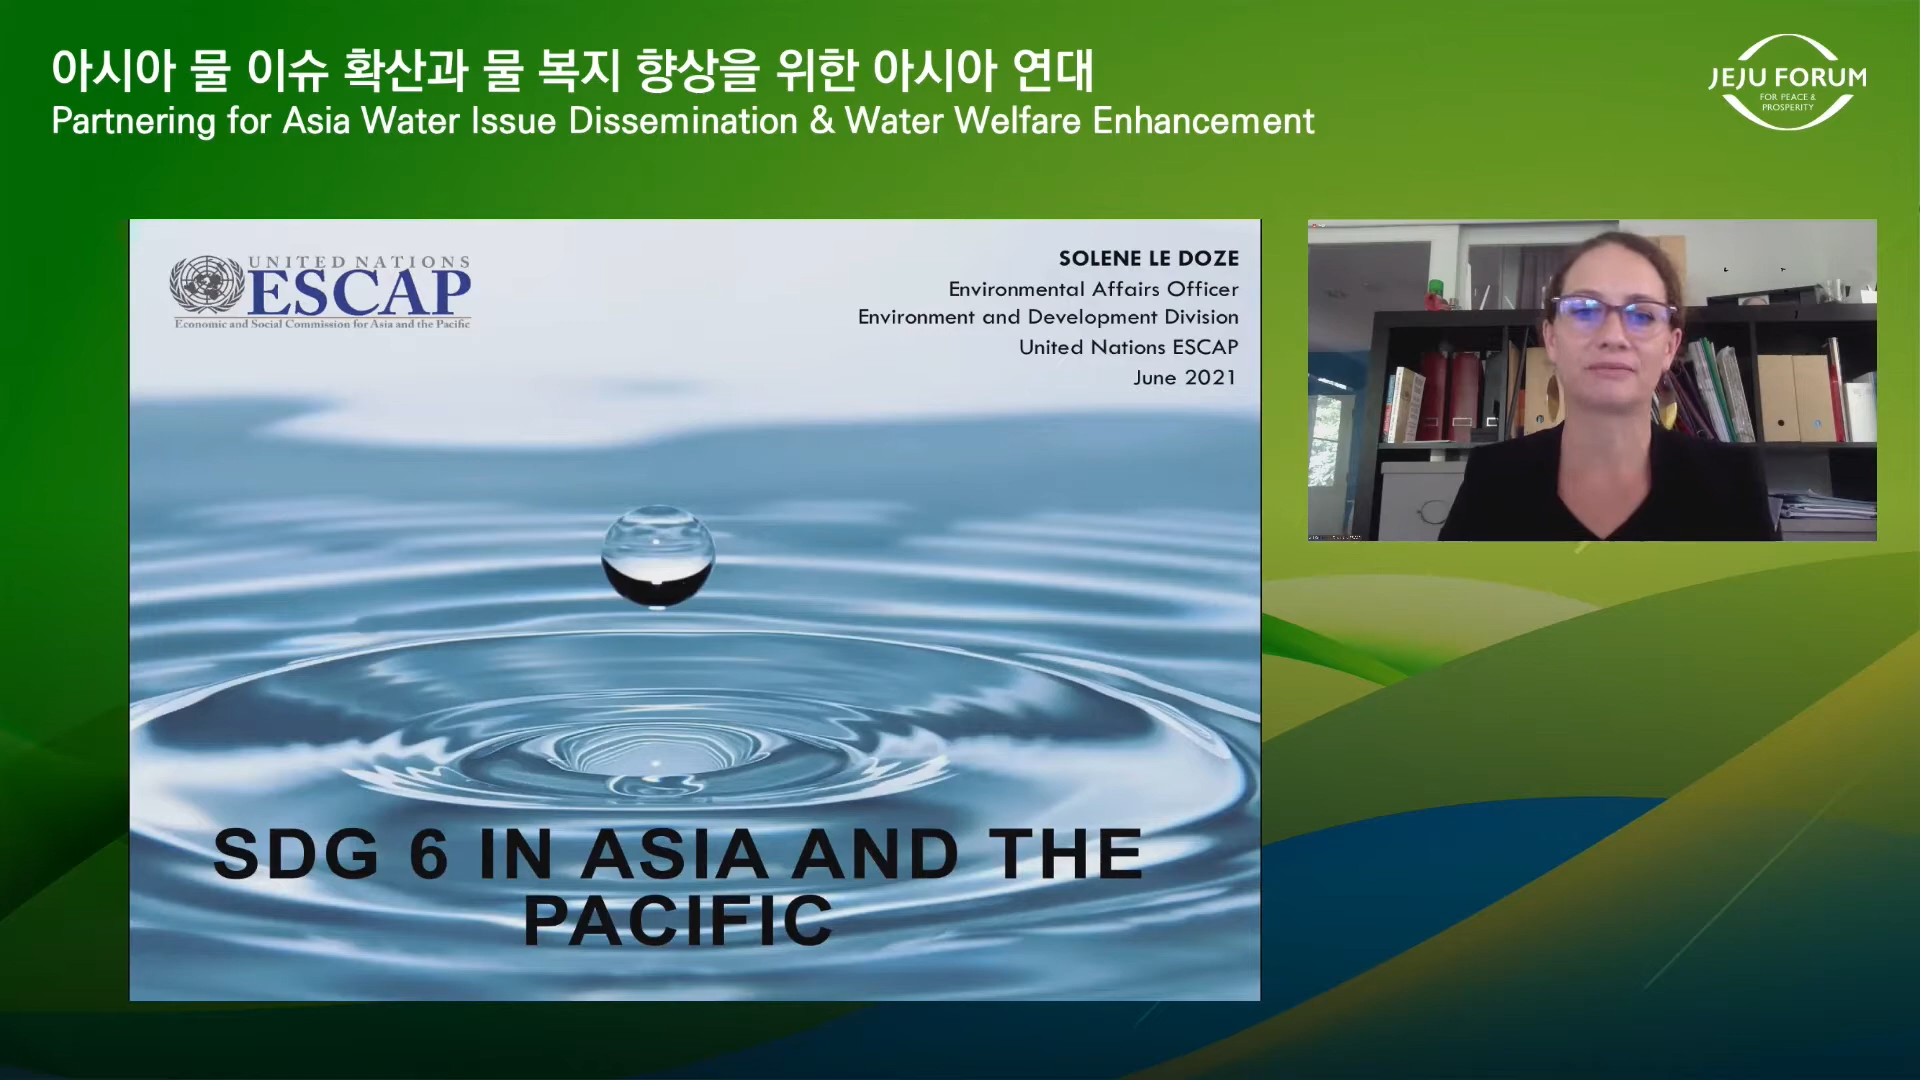 아시아 물 이슈 확산과 물 복지 향상을 위한 아시아 연대
Partnering for Asia Water Issue Dissemination & Water Welfare Enhancement
JEJU FORUM
FOR PEACE &
PROSPERITY
UNITED NATIONS
ESCAP
Economic and Social Commission for Asia and the Pacific
SOLENE LE DOZE
Environmental Affairs Officer
Environment and Development Division
United Nations ESCAP
June 2021
SDG 6 IN ASIA AND THE
PACIFIC